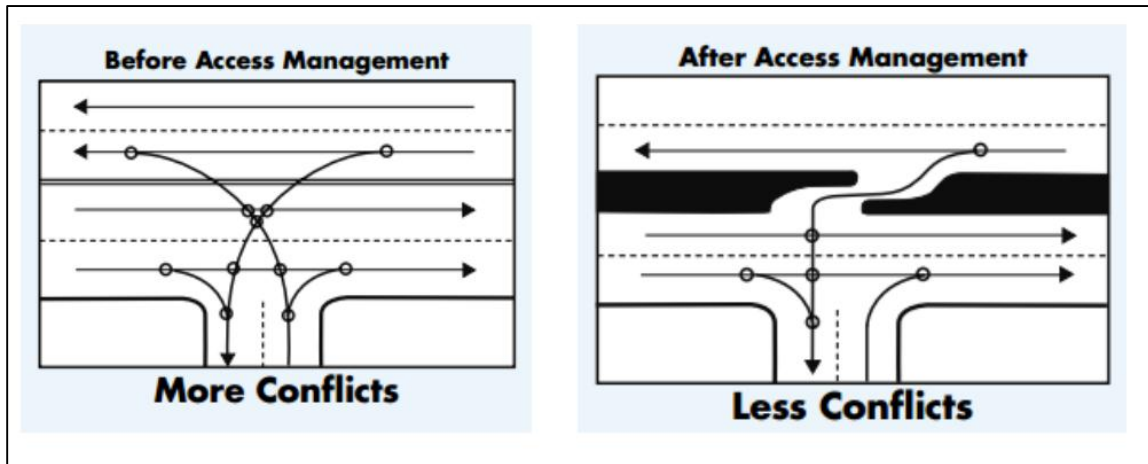 Before Access Management
More Conflicts
After Access Management
Less Conflicts